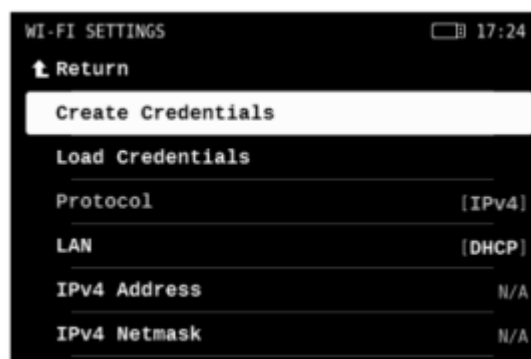 WI-FI SETTINGS 17:24
Return
Create Credentials
Load Credentials
Protocol [IPv4]
LAN [DHCP]
IPv4 Address N/A
IPv4 Netmask N/A